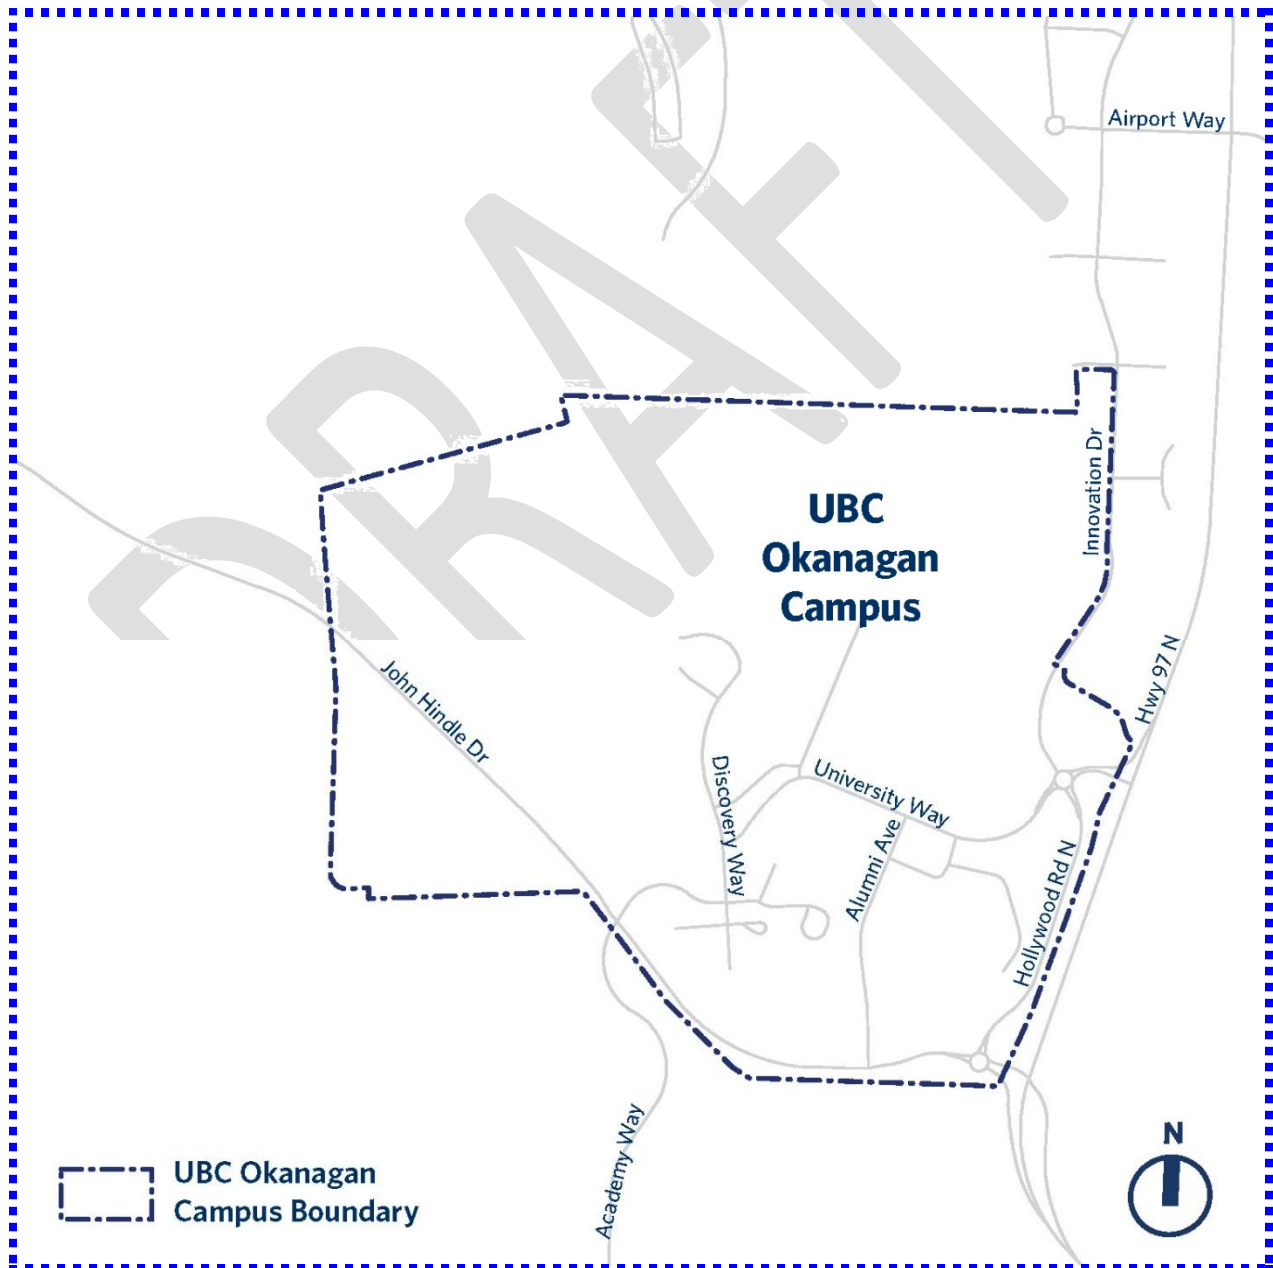 DRAFT
Airport Way
Innovation Dr
UBC
Okanagan
Campus
Hwy 97 N
John Hindle Dr
Discovery Way
University Way
Alumni Ave
Hollywood Rd N
Academy Way
N
UBC Okanagan
Campus Boundary